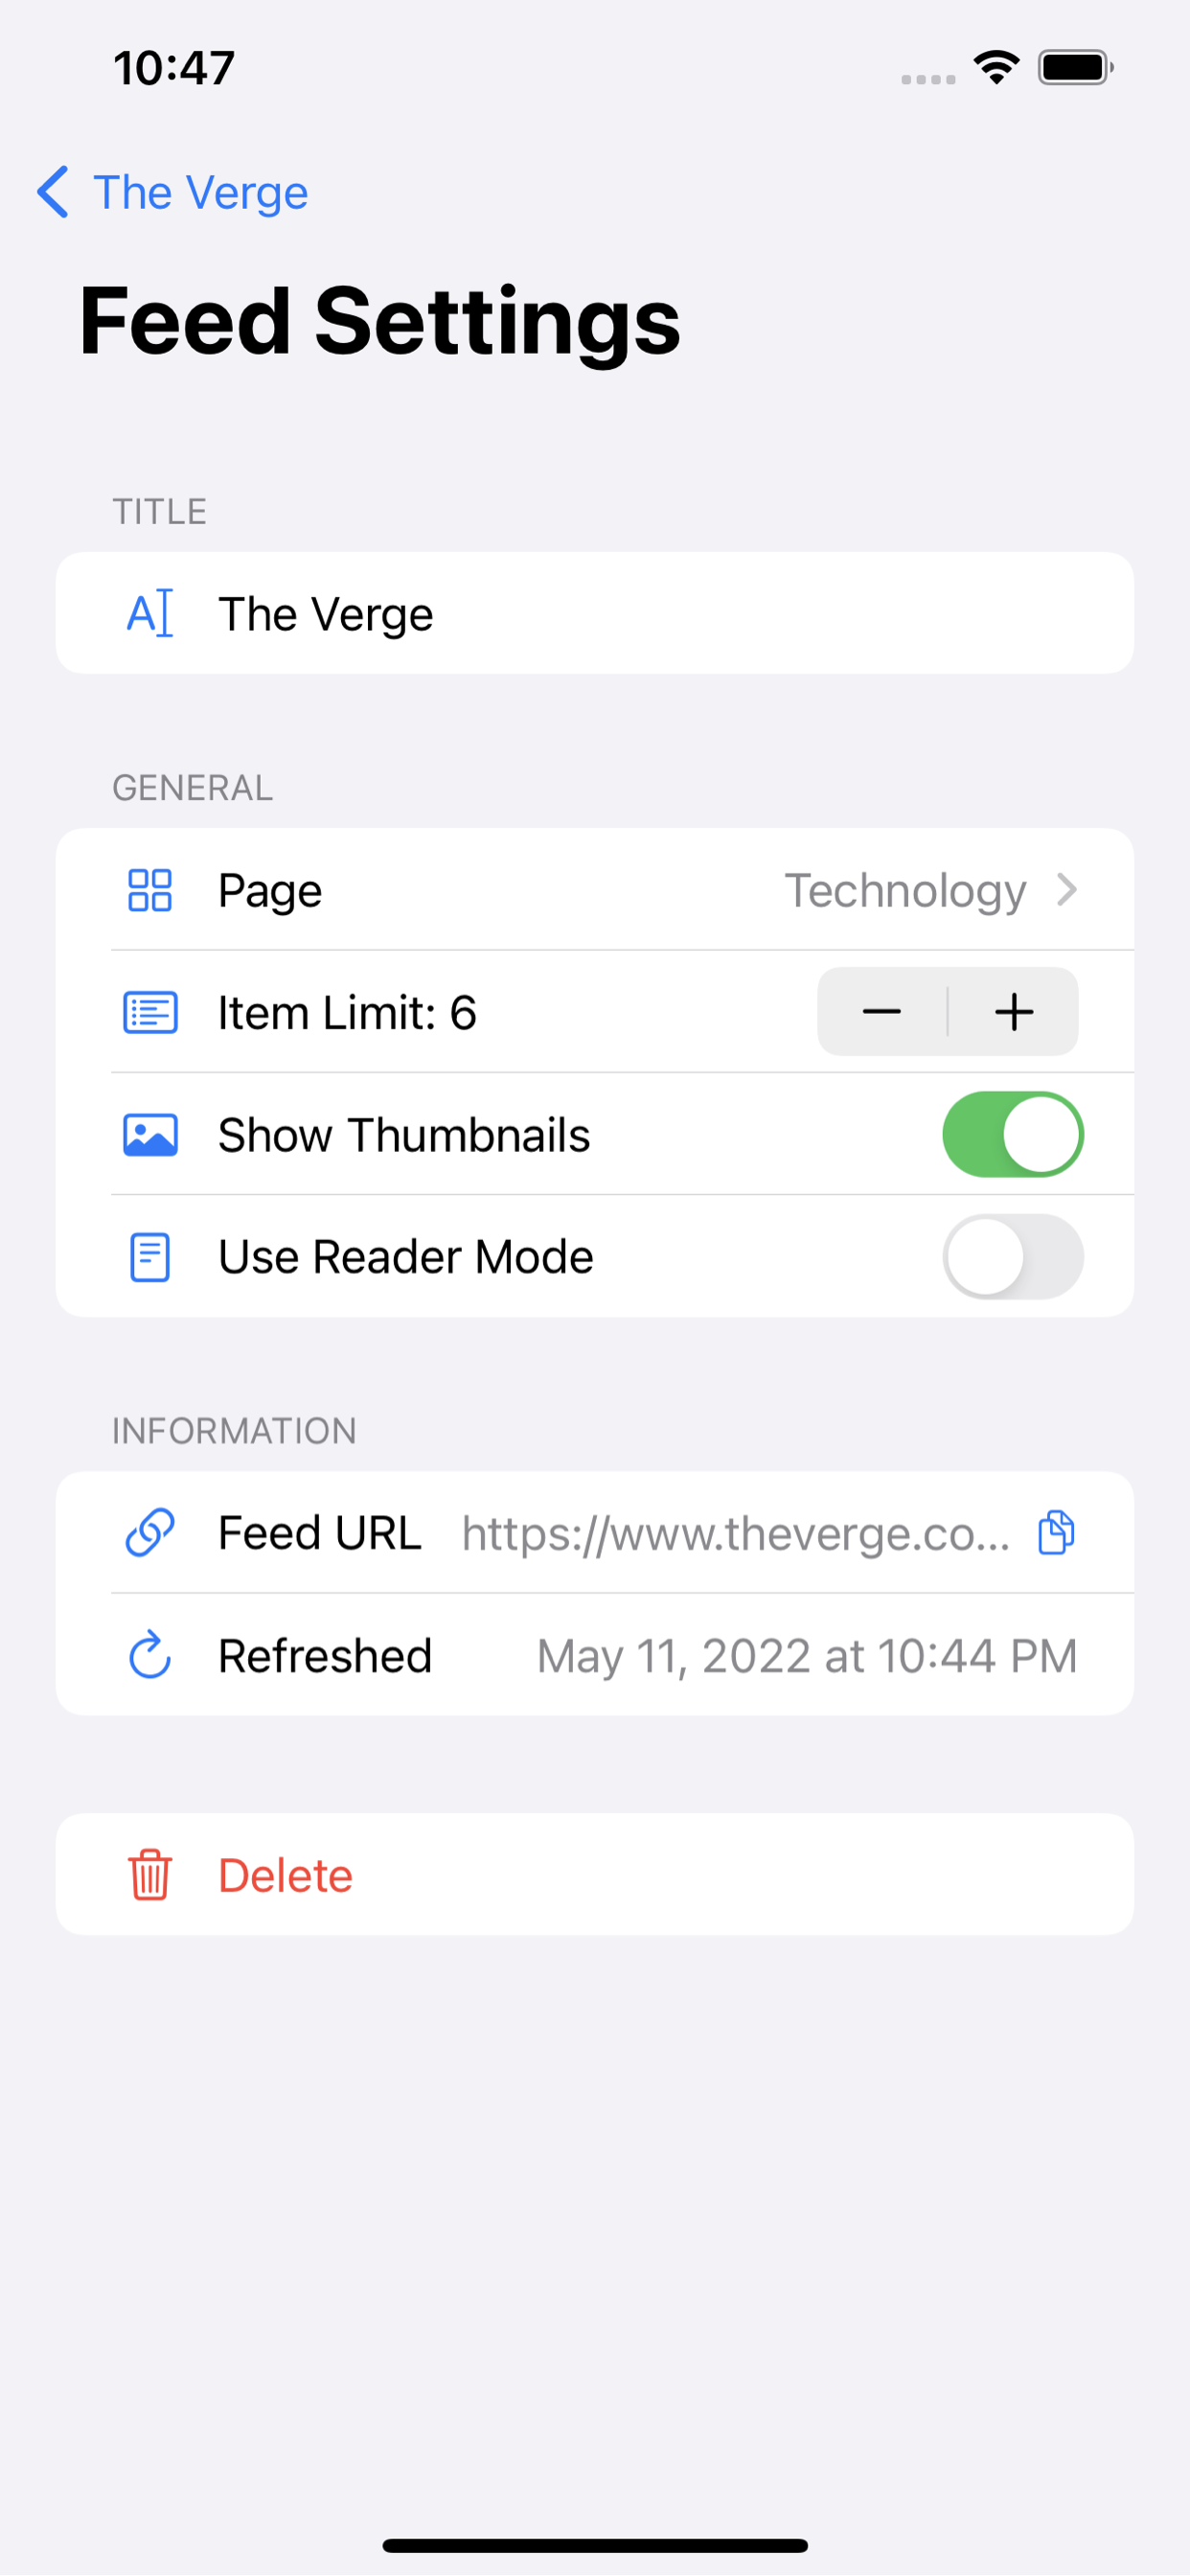 10:47
The Verge
Feed Settings
TITLE
The Verge
GENERAL
Page Technology
Item Limit: 6
Show Thumbnails
Use Reader Mode
INFORMATION
Feed URL https://www.theverge.co...
Refreshed May 11, 2022 at 10:44 PM
Delete